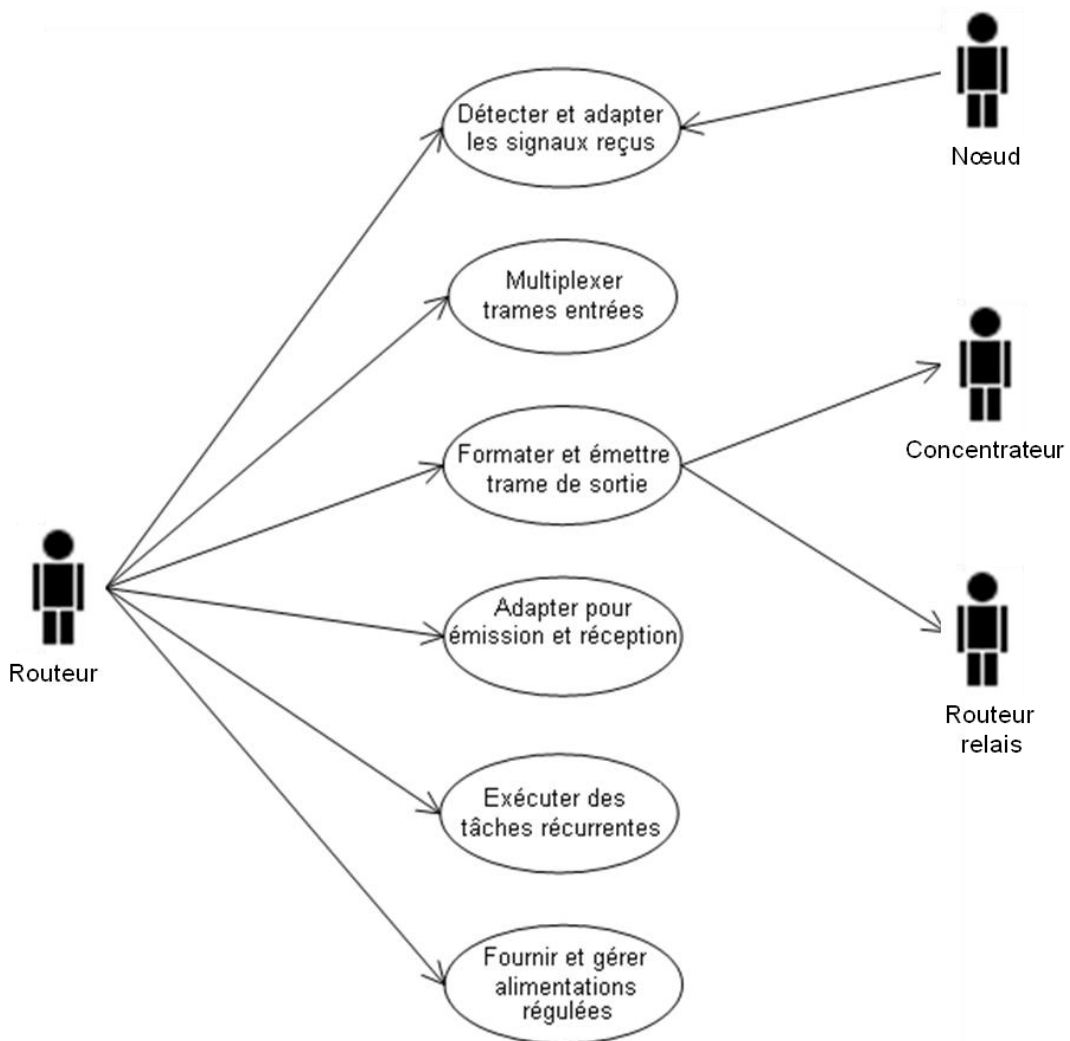 Détecter et adapter
les signaux reçus
Nœud
Multiplexer
trames entrées
Formater et émettre
trame de sortie
Concentrateur
Adapter pour
émission et réception
Routeur
Routeur
relais
Exécuter des
tâches récurrentes
Fournir et gérer
alimentations
régulées